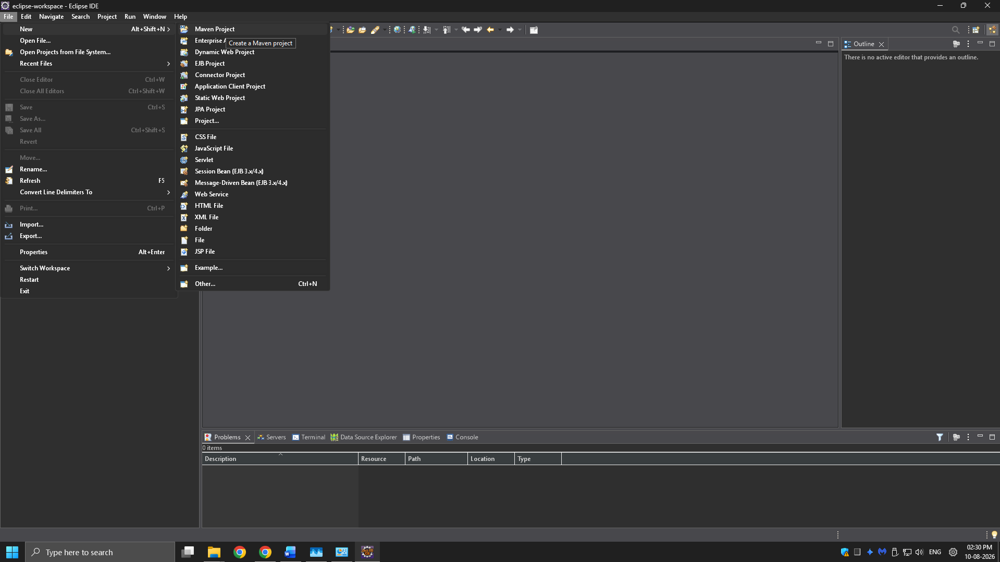 eclipse-workspace - Eclipse IDE
File Edit Navigate Search Project Run Window Help
New Alt+Shift+N
Open File...
Open Projects from File System...
Recent Files
Close Editor Ctrl+W
Close All Editors Ctrl+Shift+W
Save Ctrl+S
Save As...
Save All Ctrl+Shift+S
Revert
Move...
Rename...
Refresh F5
Convert Line Delimiters To
Print... Ctrl+P
Import...
Export...
Properties Alt+Enter
Switch Workspace
Restart
Exit
Maven Project
Enterprise A
Create a Maven project
Dynamic Web Project
EJB Project
Connector Project
Application Client Project
Static Web Project
JPA Project
Project...
CSS File
JavaScript File
Servlet
Session Bean (EJB 3.x/4.x)
Message-Driven Bean (EJB 3.x/4.x)
Web Service
HTML File
XML File
Folder
File
JSP File
Example...
Other... Ctrl+N
Outline
There is no active editor that provides an outline.
Problems Servers Terminal Data Source Explorer Properties Console
0 items
Description Resource Path Location Type
Type here to search
ENG
02:30 PM
10-08-2026